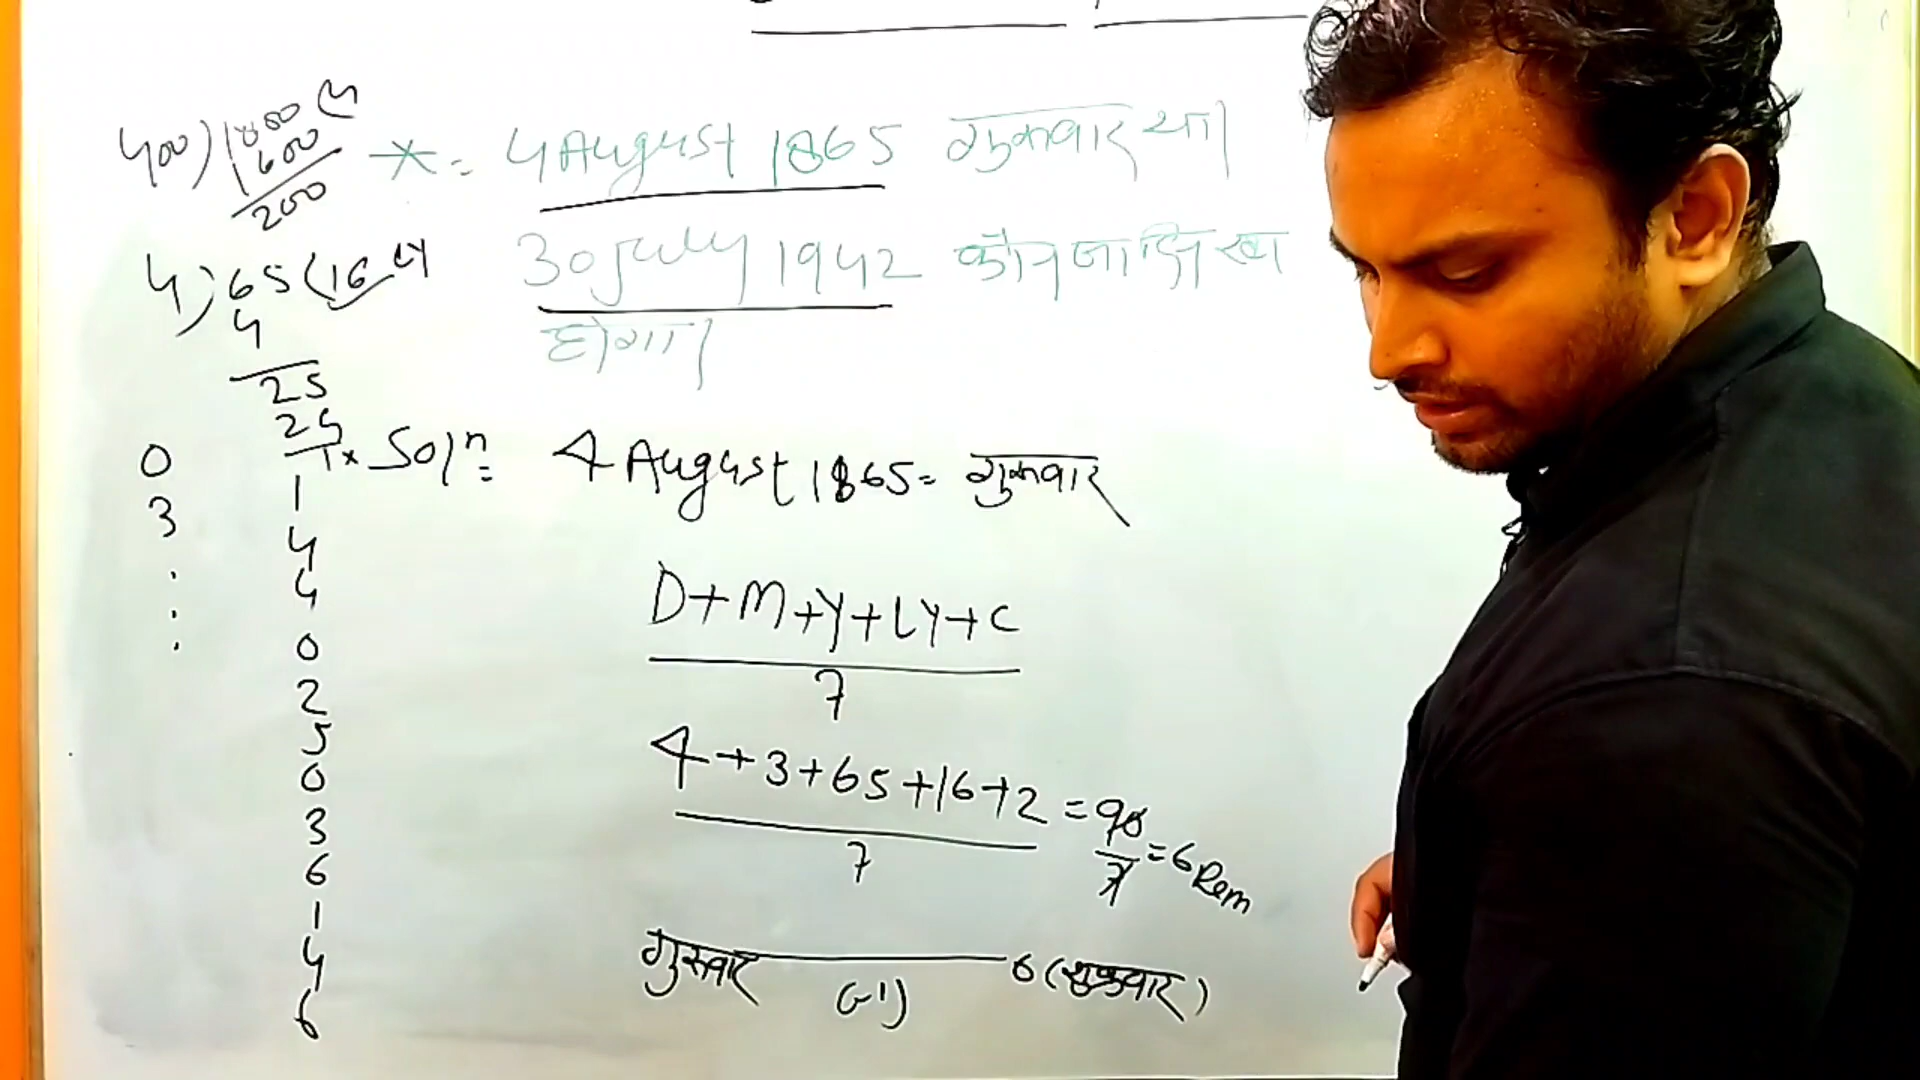 400) 1800 (4
1600
200
* = 4 August 1865 गुरुवार था।
30 July 1942 कौन सा दिन
होगा।
4) 65 (16 LY
4
25
24
1 × Solⁿ = 4 August 1865 = गुरुवार
0
3
.
.
.
1
4
4
0
2
5
0
3
6
1
4
6
D+M+Y+LY+C
7
4+3+65+16+2 = 90
7
7 = 6 Rem
गुरुवार 6 (शुक्रवार)
(-1)